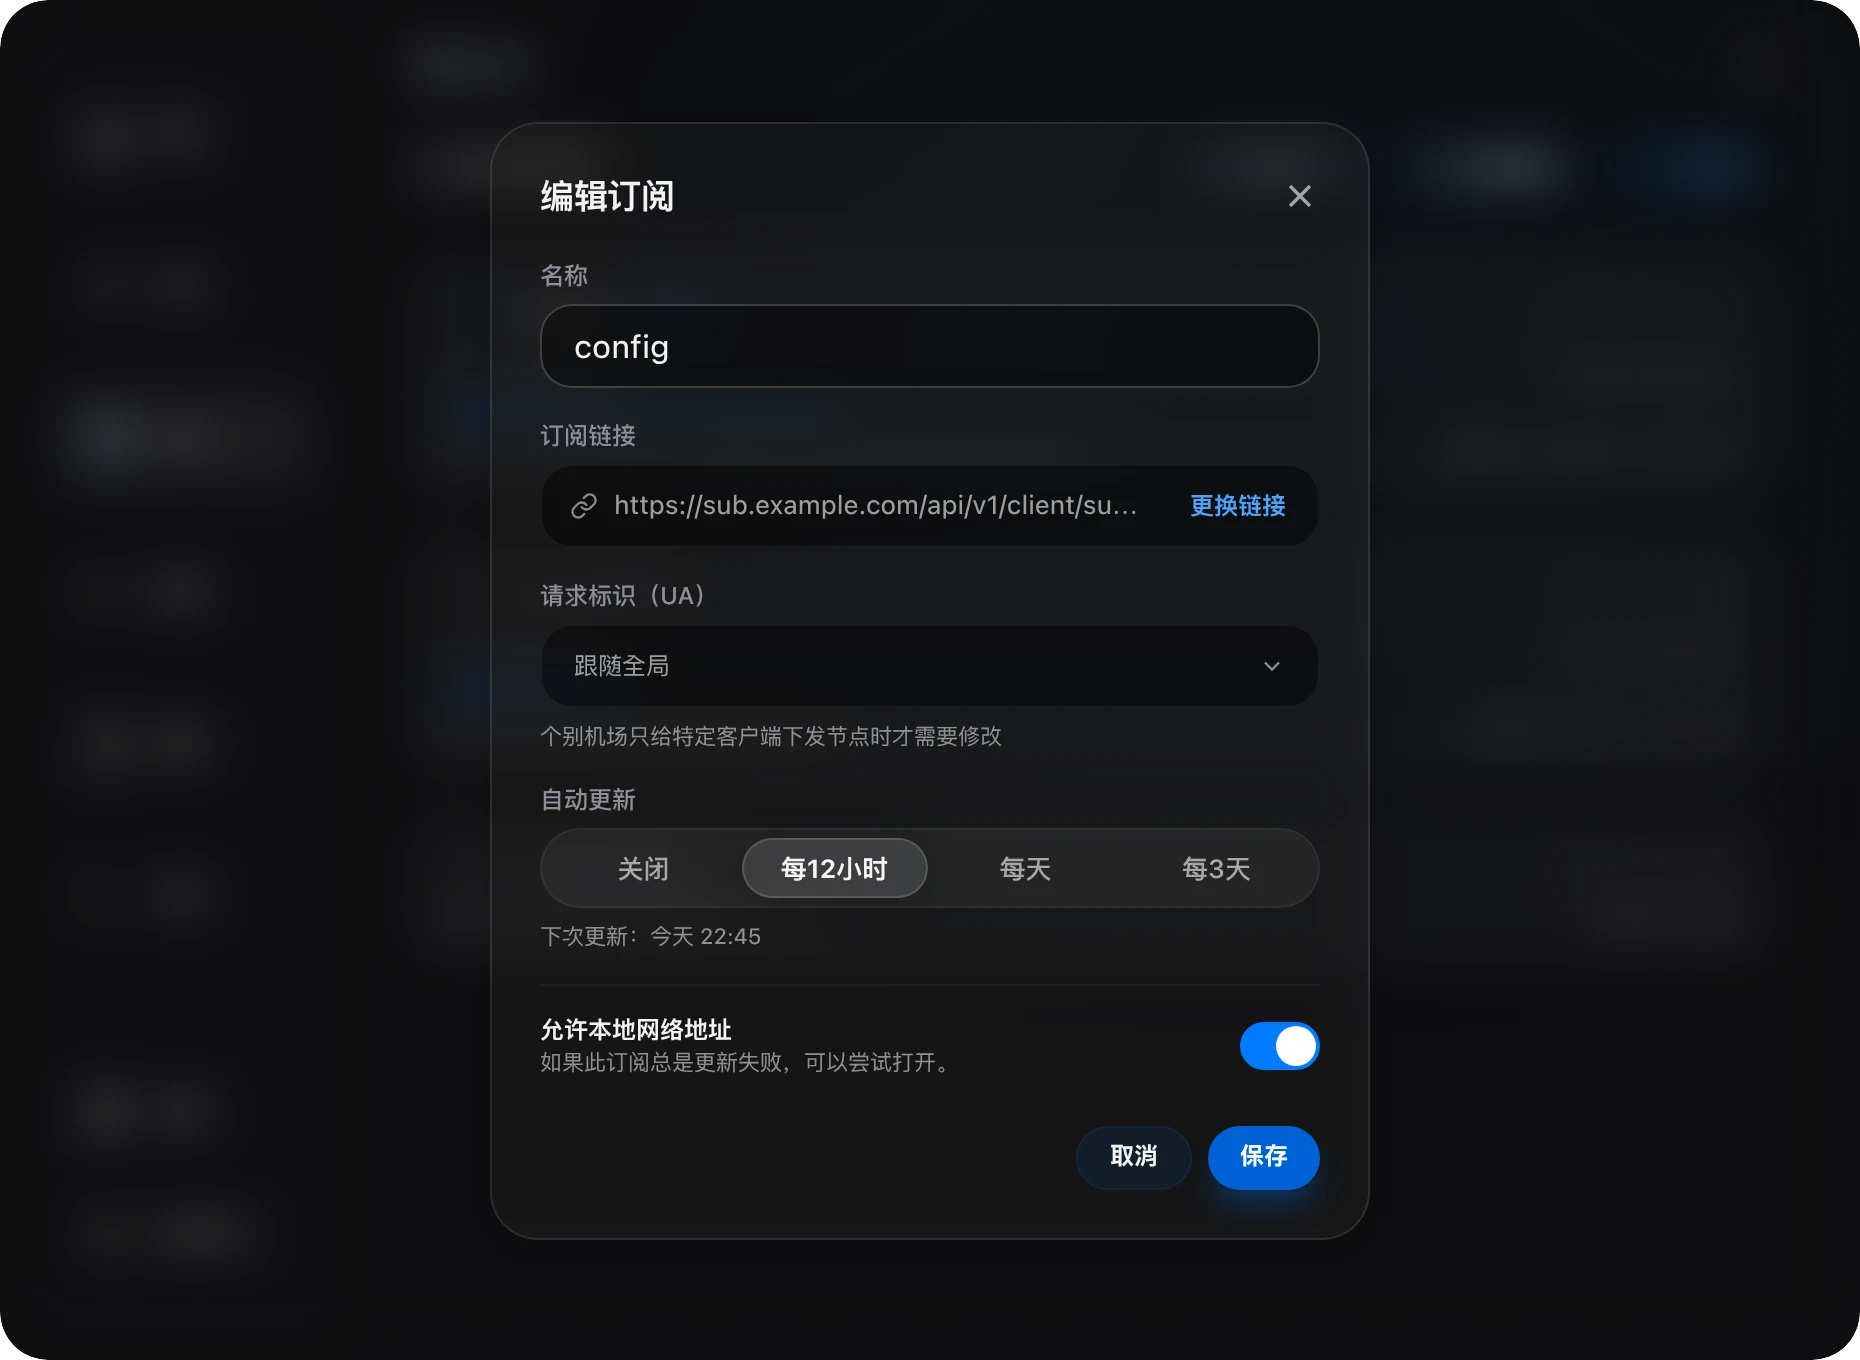 编辑订阅
名称
config
订阅链接
https://sub.example.com/api/v1/client/su...
更换链接
请求标识（UA）
跟随全局
个别机场只给特定客户端下发节点时才需要修改
自动更新
关闭 每12小时 每天 每3天
下次更新：今天 22:45
允许本地网络地址
如果此订阅总是更新失败，可以尝试打开。
取消 保存